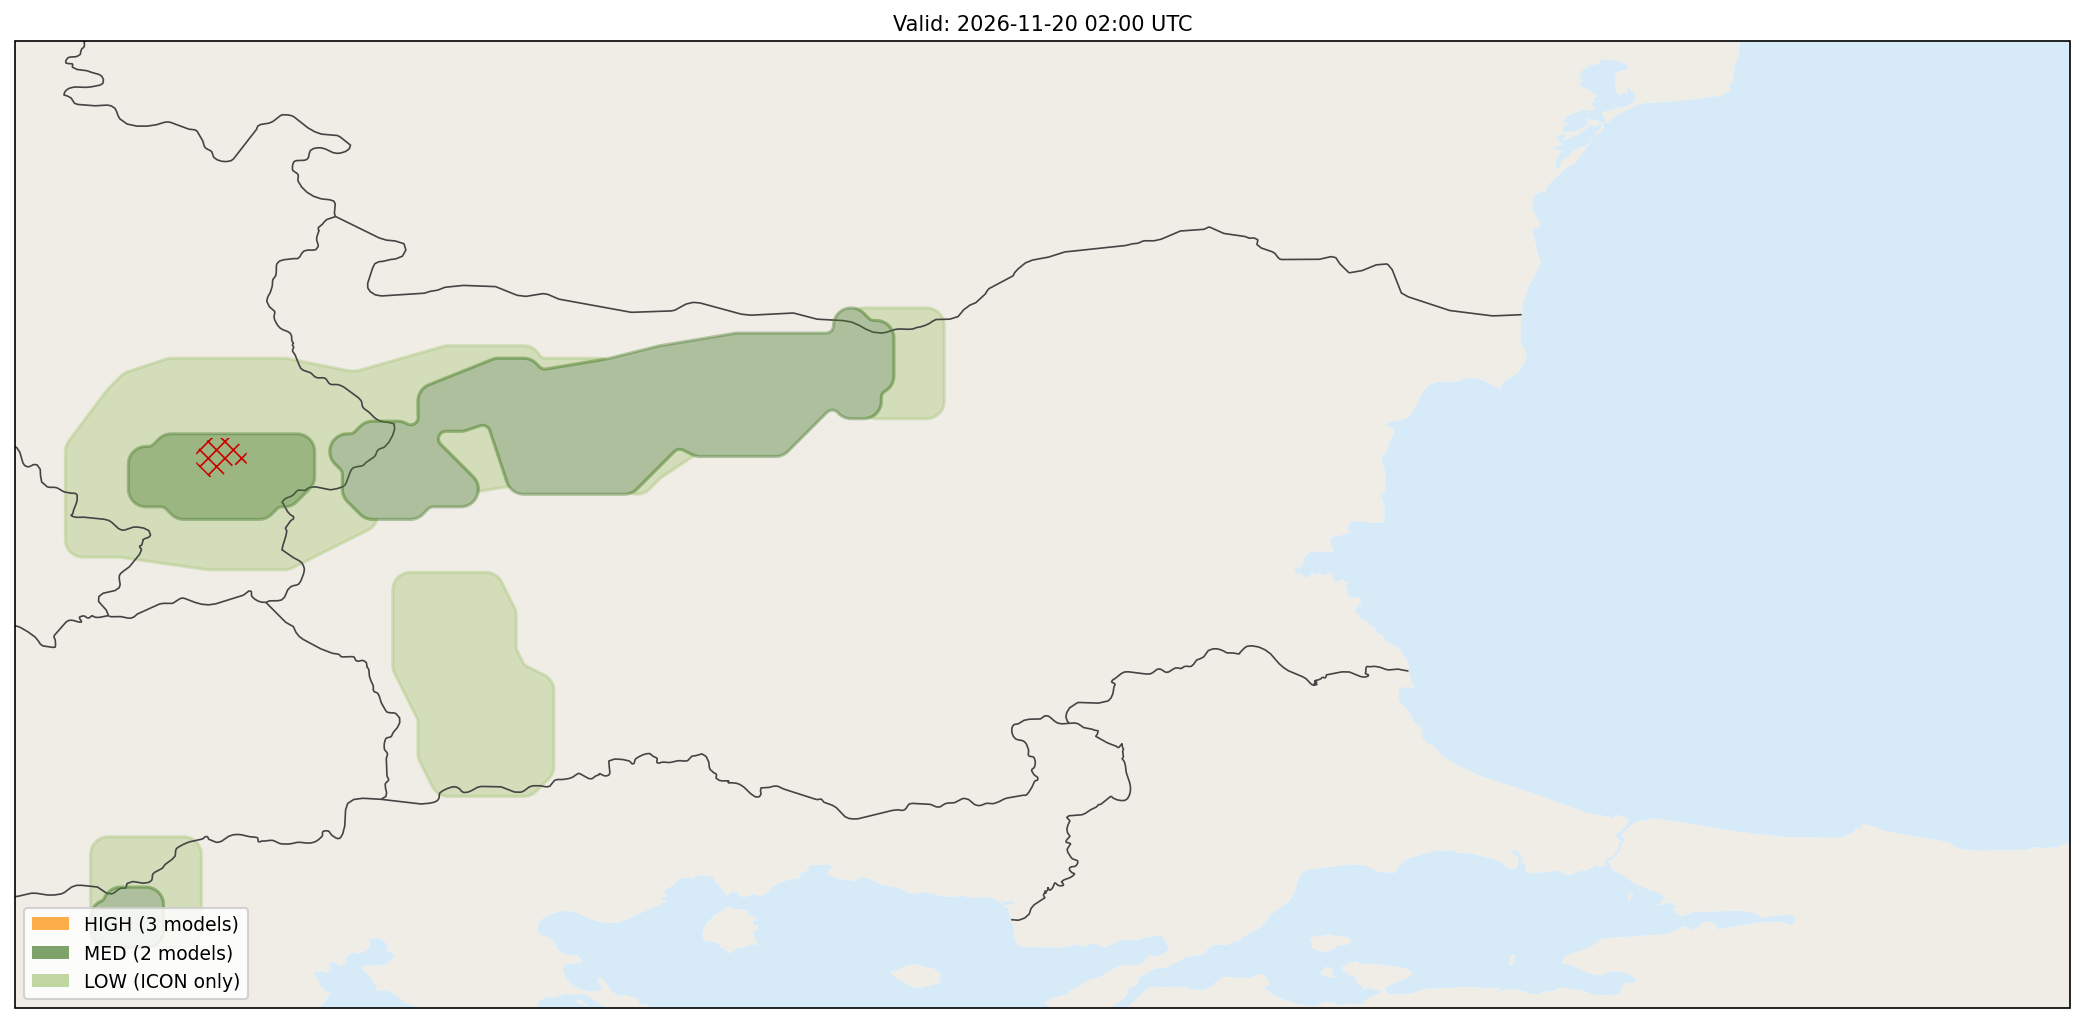 Valid: 2026-11-20 02:00 UTC
HIGH (3 models)
MED (2 models)
LOW (ICON only)